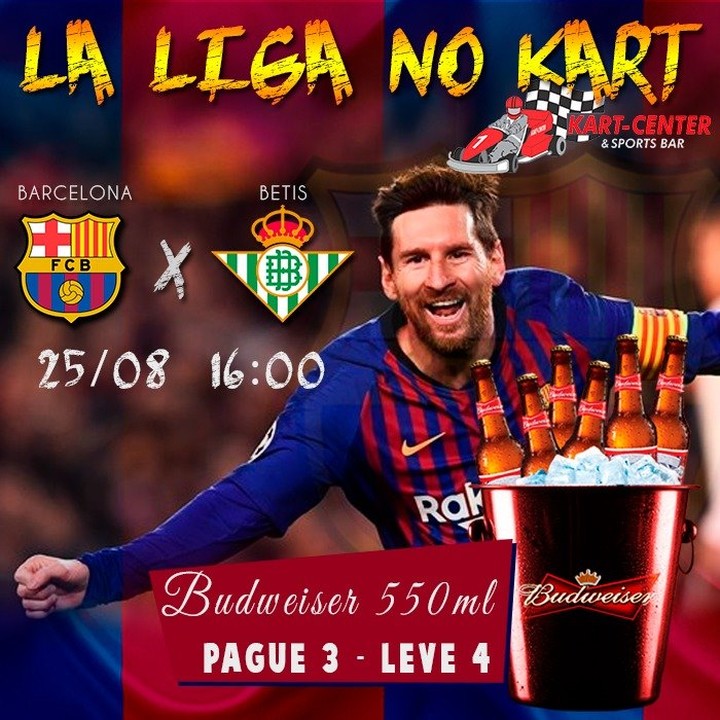 LA LIGA NO KART
KART-CENTER
& SPORTS BAR
BARCELONA
BETIS
FCB
X
25/08 16:00
Rak
Budweiser
Budweiser 550ml
PAGUE 3 - LEVE 4